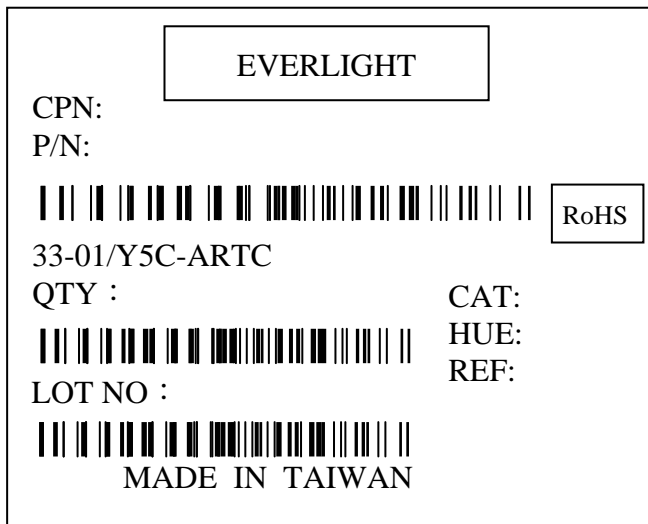 EVERLIGHT
CPN:
P/N:
RoHS
33-01/Y5C-ARTC
QTY：
CAT:
HUE:
REF:
LOT NO：
MADE IN TAIWAN